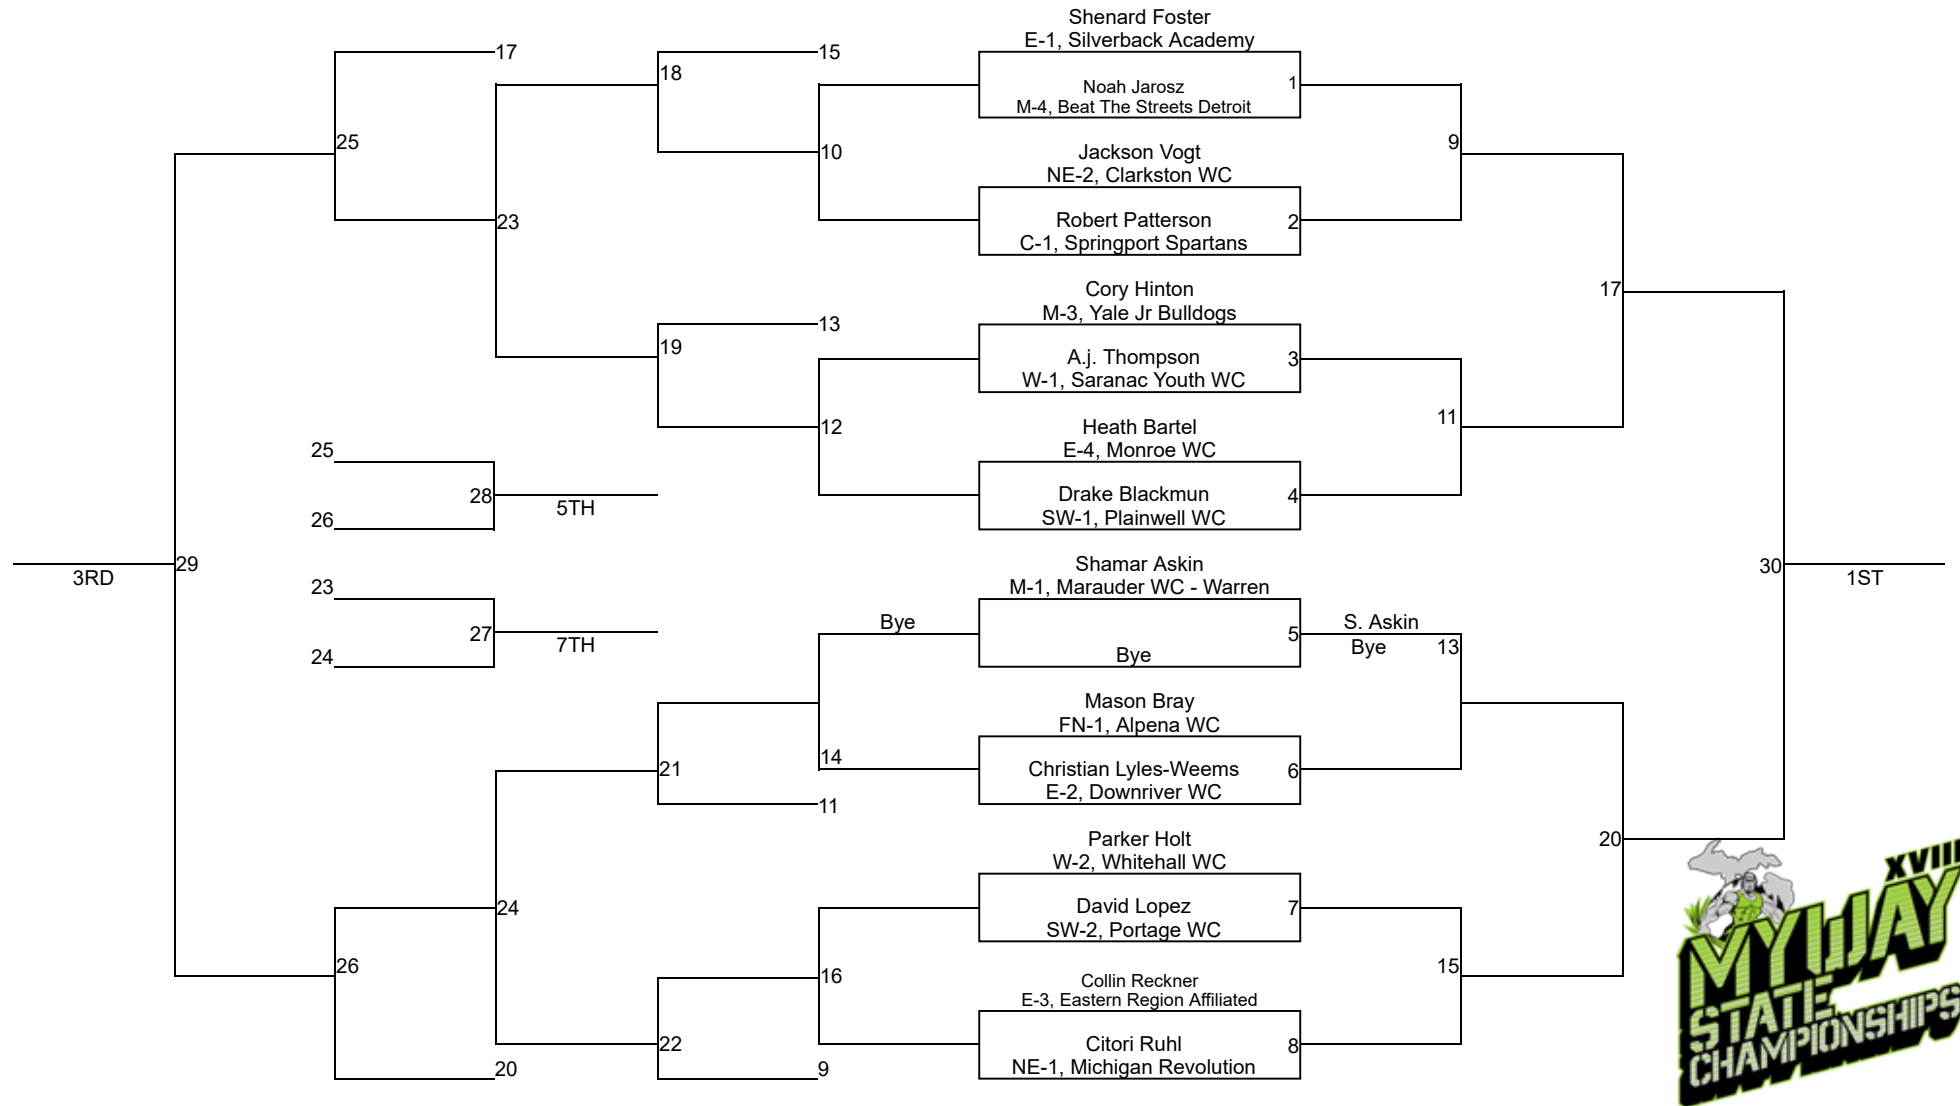 Shenard Foster
E-1, Silverback Academy
17
15
18
Noah Jarosz
1
M-4, Beat The Streets Detroit
25
10
Jackson Vogt
9
NE-2, Clarkston WC
23
Robert Patterson
2
C-1, Springport Spartans
Cory Hinton
17
M-3, Yale Jr Bulldogs
13
19
A.j. Thompson
3
W-1, Saranac Youth WC
12
Heath Bartel
11
E-4, Monroe WC
25
28
5TH
Drake Blackmun
4
SW-1, Plainwell WC
26
29
3RD
Shamar Askin
30
1ST
M-1, Marauder WC - Warren
23
Bye
5
S. Askin
27
7TH
Bye
Bye
13
24
Mason Bray
FN-1, Alpena WC
14
21
Christian Lyles-Weems
6
E-2, Downriver WC
11
Parker Holt
20
W-2, Whitehall WC
24
David Lopez
7
SW-2, Portage WC
26
16
Collin Reckner
15
E-3, Eastern Region Affiliated
22
Citori Ruhl
8
NE-1, Michigan Revolution
20
9
XVIII
MYWAY
STATE
CHAMPIONSHIPS